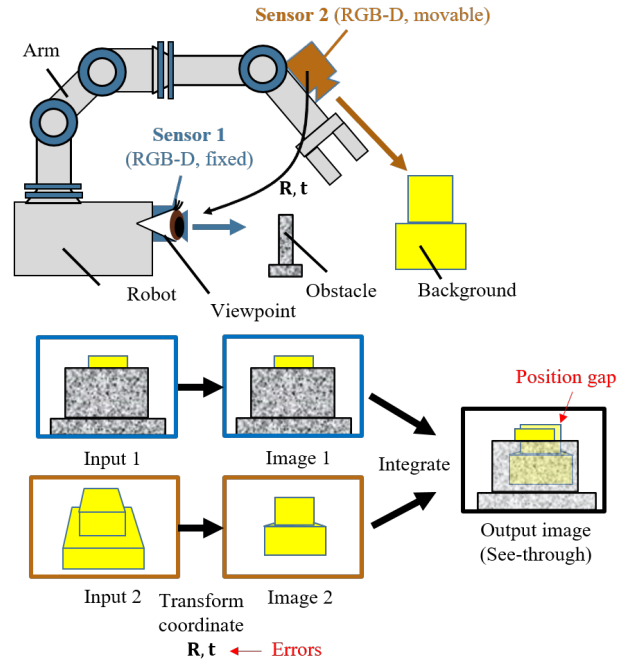 Sensor 2 (RGB-D, movable)
Arm
Sensor 1
(RGB-D, fixed)
R, t
Robot
Viewpoint
Obstacle
Background
Position gap
Input 1
Image 1
Integrate
Output image
(See-through)
Input 2
Image 2
Transform
coordinate
R, t
Errors